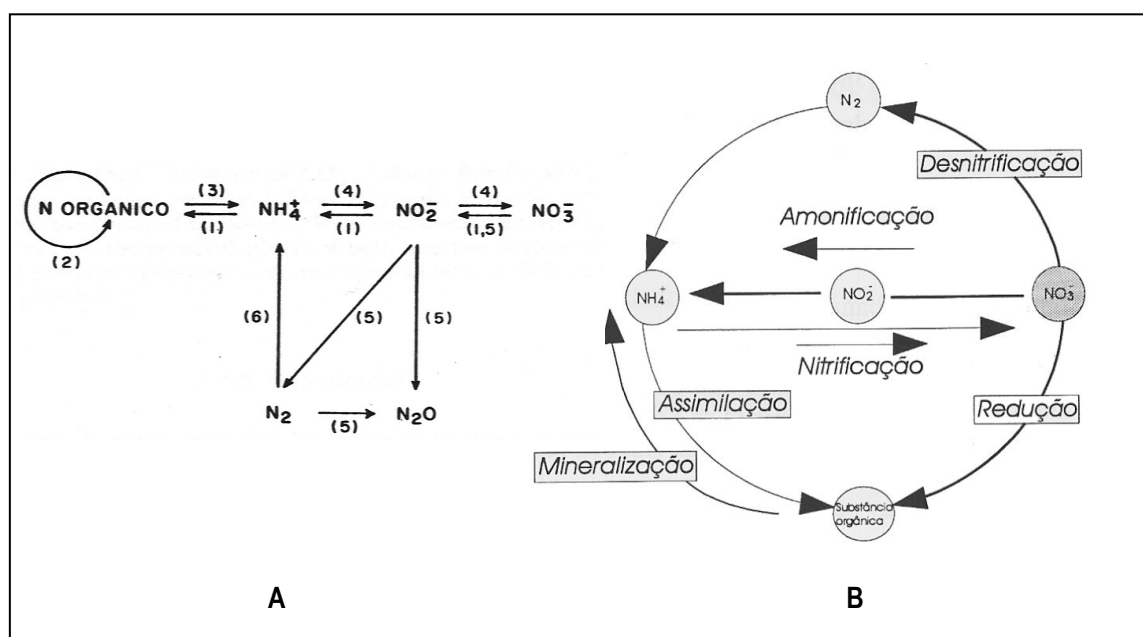 (3) (4) (4)
N ORGANICO NH₄⁺ NO₂⁻ NO₃⁻
(1) (1) (1,5)
(2)
(6) (5) (5)
N₂ N₂O
(5)
A
N₂
Desnitrificação
Amonificação
NH₄⁺ NO₂⁻ NO₃⁻
Nitrificação
Assimilação Redução
Mineralização
Substância
orgânica
B